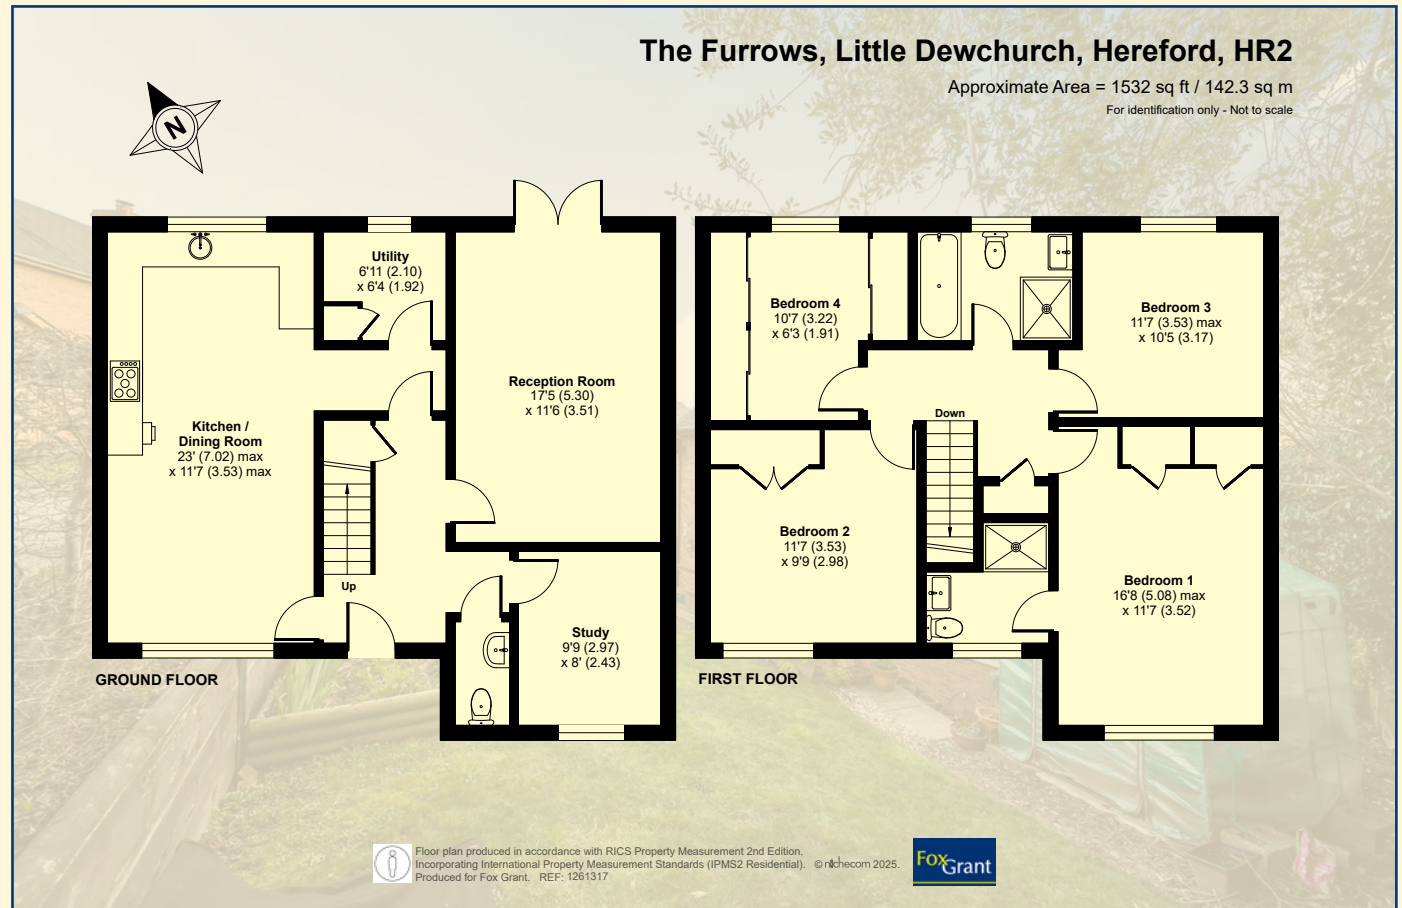 The Furrows, Little Dewchurch, Hereford, HR2
Approximate Area = 1532 sq ft / 142.3 sq m
For identification only - Not to scale
N
Utility
6'11 (2.10)
x 6'4 (1.92)
Reception Room
17'5 (5.30)
x 11'6 (3.51)
Kitchen /
Dining Room
23' (7.02) max
x 11'7 (3.53) max
Up
Study
9'9 (2.97)
x 8' (2.43)
GROUND FLOOR
Bedroom 4
10'7 (3.22)
x 6'3 (1.91)
Bedroom 3
11'7 (3.53) max
x 10'5 (3.17)
Down
Bedroom 2
11'7 (3.53)
x 9'9 (2.98)
Bedroom 1
16'8 (5.08) max
x 11'7 (3.52)
FIRST FLOOR
Floor plan produced in accordance with RICS Property Measurement 2nd Edition,
Incorporating International Property Measurement Standards (IPMS2 Residential). © nichecom 2025.
Produced for Fox Grant. REF: 1261317
Fox Grant